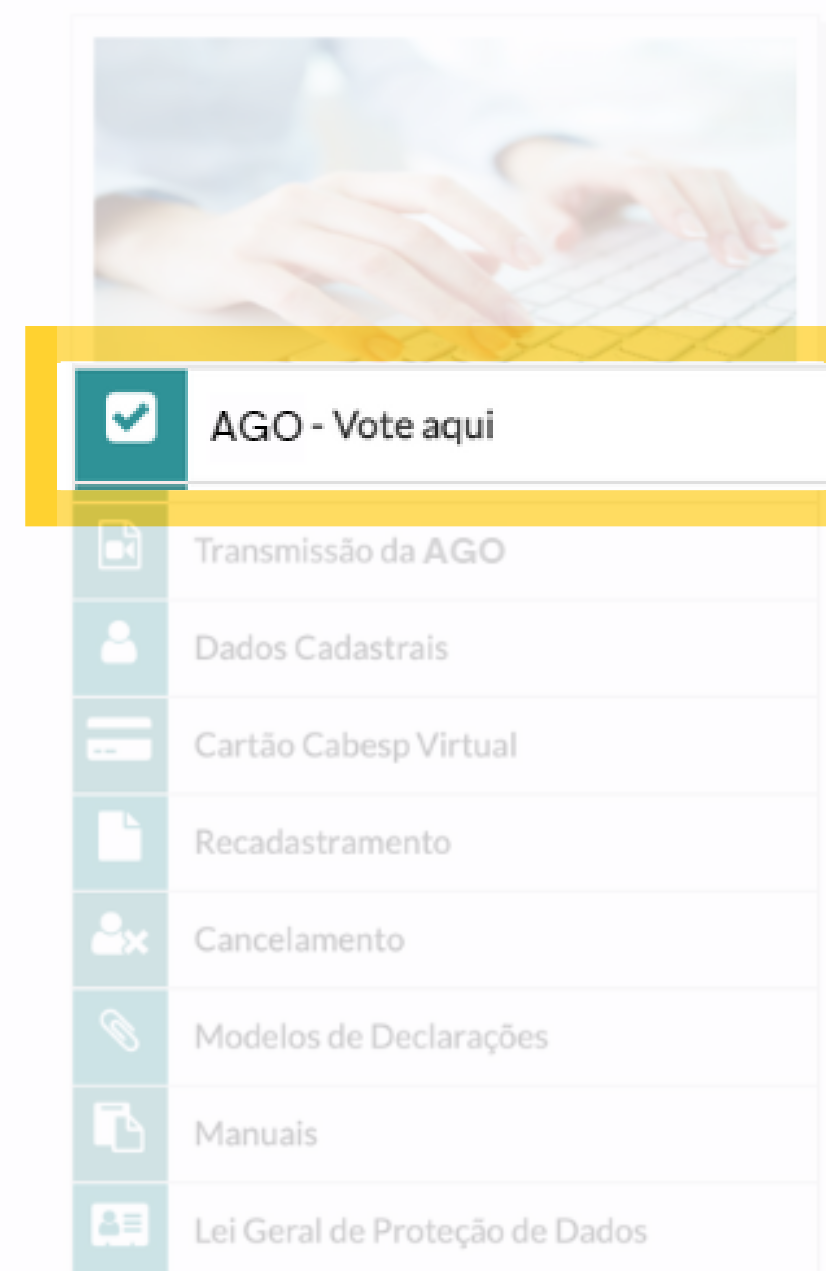 AGO - Vote aqui
Transmissão da AGO
Dados Cadastrais
Cartão Cabesp Virtual
Recadastramento
Cancelamento
Modelos de Declarações
Manuais
Lei Geral de Proteção de Dados